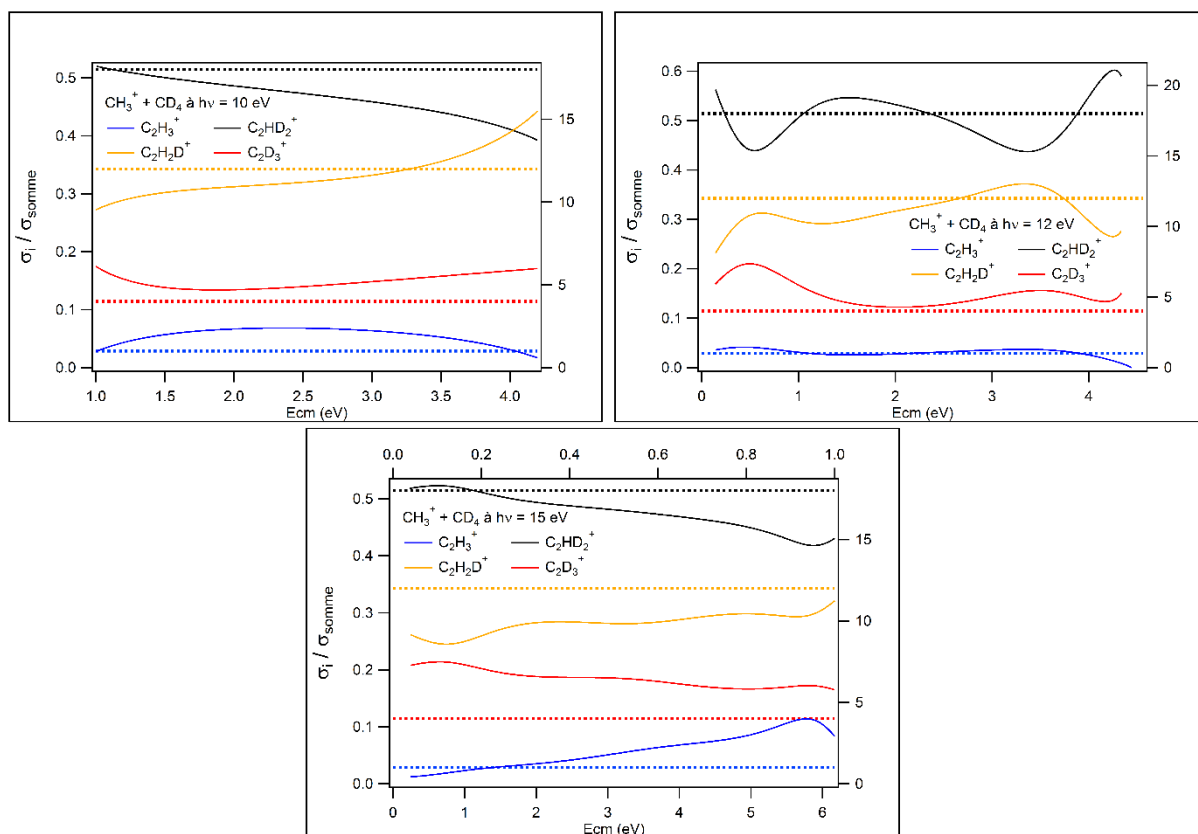 0.5
0.4
0.3
0.2
0.1
0.0
σi / σsomme
CH3+ + CD4 à hν = 10 eV
C2H3+ C2HD2+
C2H2D+ C2D3+
15
10
5
0
1.0 1.5 2.0 2.5 3.0 3.5 4.0
Ecm (eV)
0.6
0.5
0.4
0.3
0.2
0.1
0.0
CH3+ + CD4 à hν = 12 eV
C2H3+ C2HD2+
C2H2D+ C2D3+
20
15
10
5
0
0 1 2 3 4
Ecm (eV)
0.0 0.2 0.4 0.6 0.8 1.0
0.5
0.4
0.3
0.2
0.1
0.0
σi / σsomme
CH3+ + CD4 à hν = 15 eV
C2H3+ C2HD2+
C2H2D+ C2D3+
15
10
5
0
0 1 2 3 4 5 6
Ecm (eV)